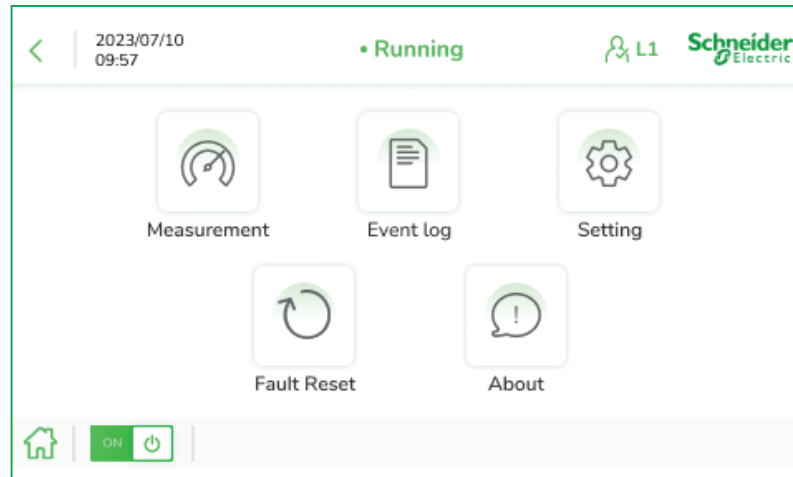 2023/07/10
09:57
• Running
L1
Schneider
Electric
Measurement
Event log
Setting
!
Fault Reset
About
ON